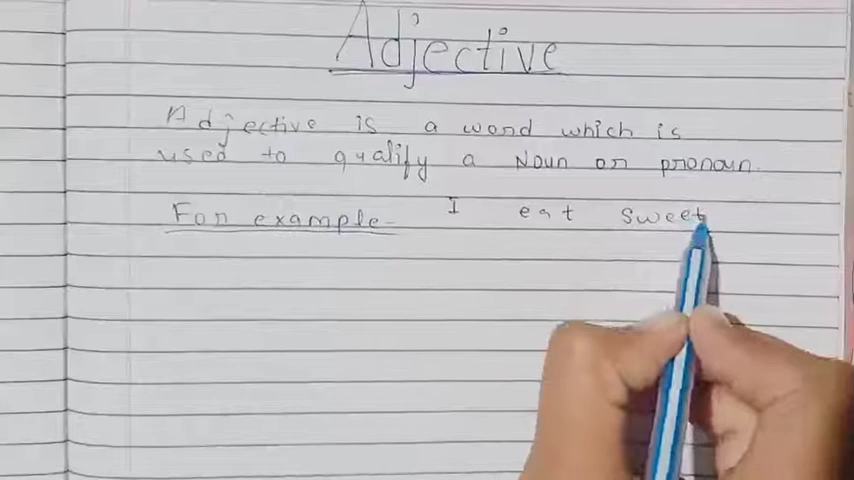 Adjective
Adjective is a word which is
used to qualify a Noun or pronoun.
For example- I eat sweet